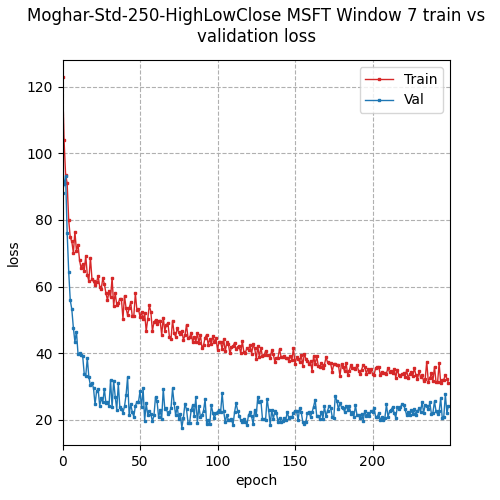 Moghar-Std-250-HighLowClose MSFT Window 7 train vs
validation loss
Train
Val
120
100
80
60
40
20
loss
0
50
100
150
200
epoch